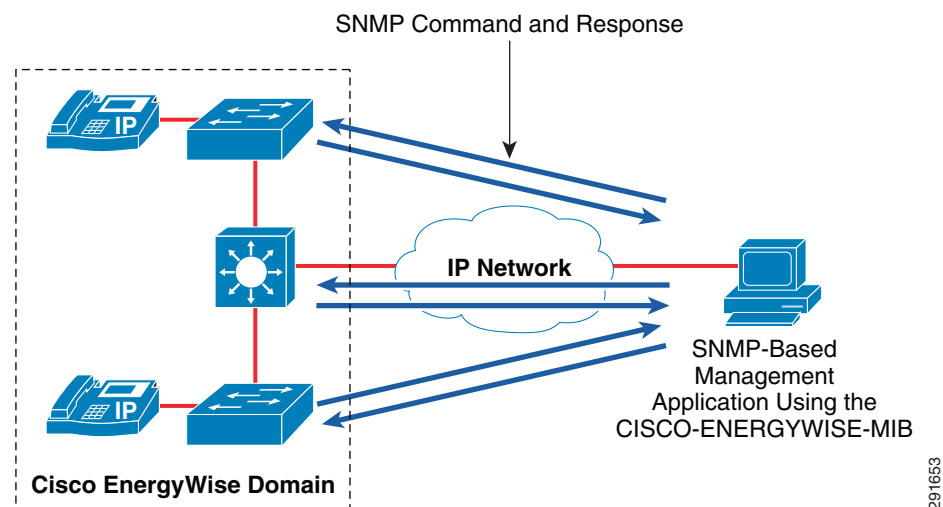 SNMP Command and Response
IP
IP Network
IP
SNMP-Based
Management
Application Using the
CISCO-ENERGYWISE-MIB
Cisco EnergyWise Domain
291653